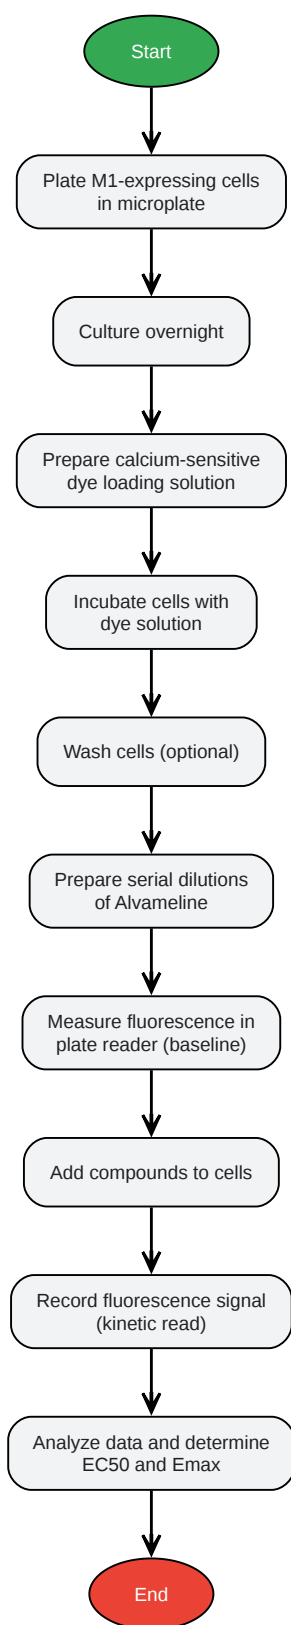 Start
Plate M1-expressing cells
in microplate
Culture overnight
Prepare calcium-sensitive
dye loading solution
Incubate cells with
dye solution
Wash cells (optional)
Prepare serial dilutions
of Alvameline
Measure fluorescence in
plate reader (baseline)
Add compounds to cells
Record fluorescence signal
(kinetic read)
Analyze data and determine
EC50 and Emax
End